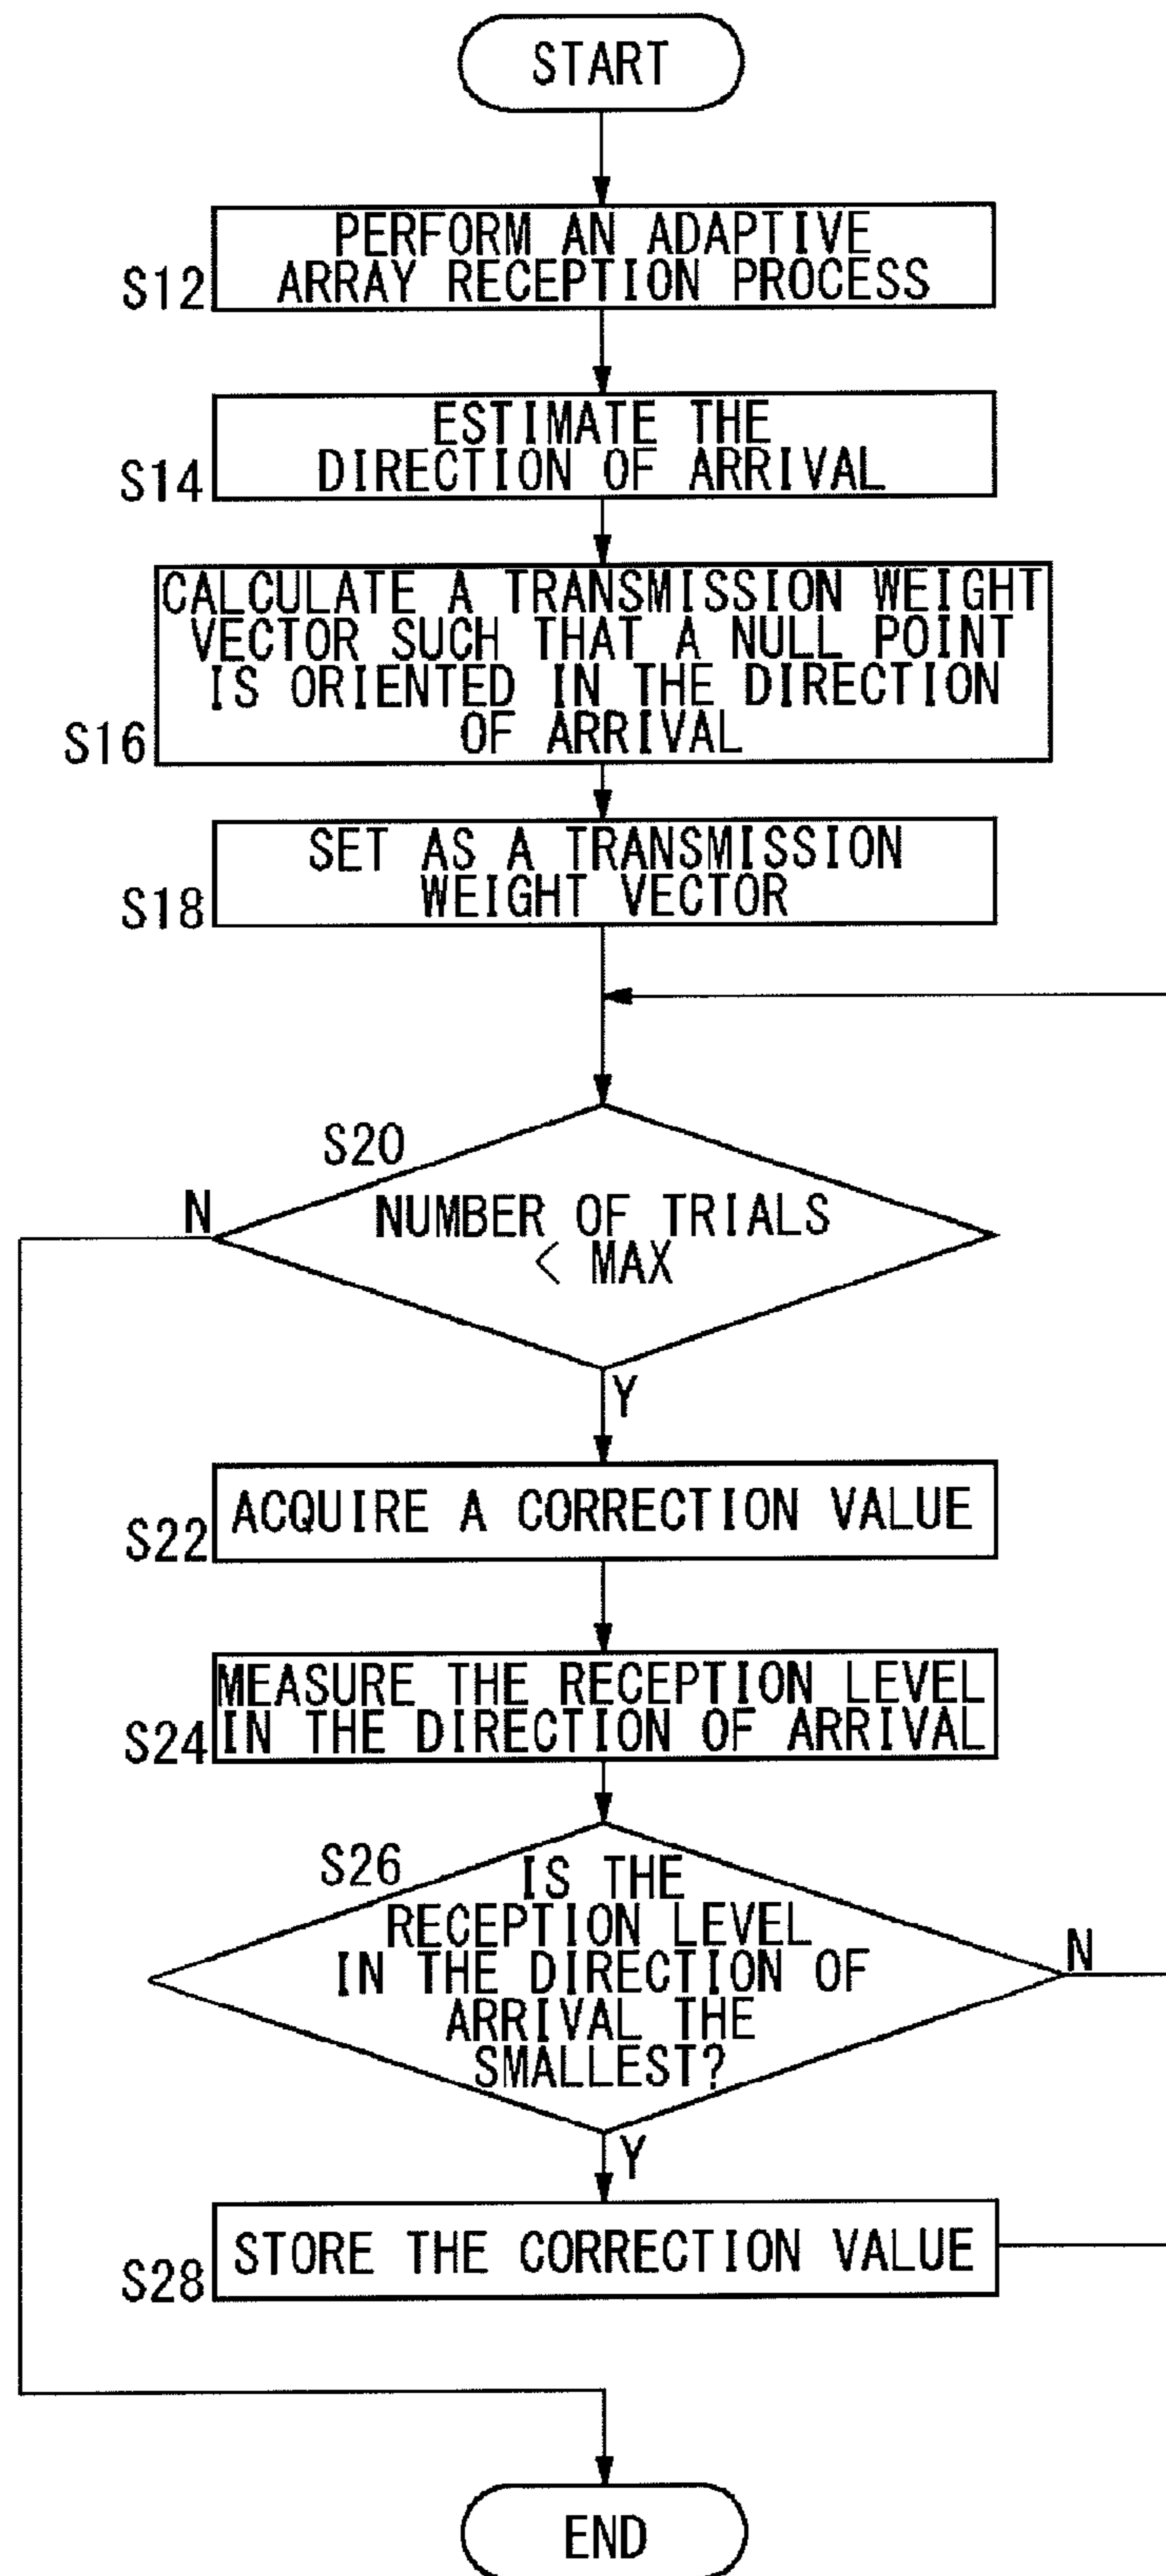 START
PERFORM AN ADAPTIVE
ARRAY RECEPTION PROCESS
S12
ESTIMATE THE
DIRECTION OF ARRIVAL
S14
CALCULATE A TRANSMISSION WEIGHT
VECTOR SUCH THAT A NULL POINT
IS ORIENTED IN THE DIRECTION
OF ARRIVAL
S16
SET AS A TRANSMISSION
WEIGHT VECTOR
S18
S20
N
NUMBER OF TRIALS
< MAX
Y
ACQUIRE A CORRECTION VALUE
S22
MEASURE THE RECEPTION LEVEL
IN THE DIRECTION OF ARRIVAL
S24
S26
IS THE
RECEPTION LEVEL
IN THE DIRECTION OF
ARRIVAL THE
SMALLEST?
N
Y
STORE THE CORRECTION VALUE
S28
END